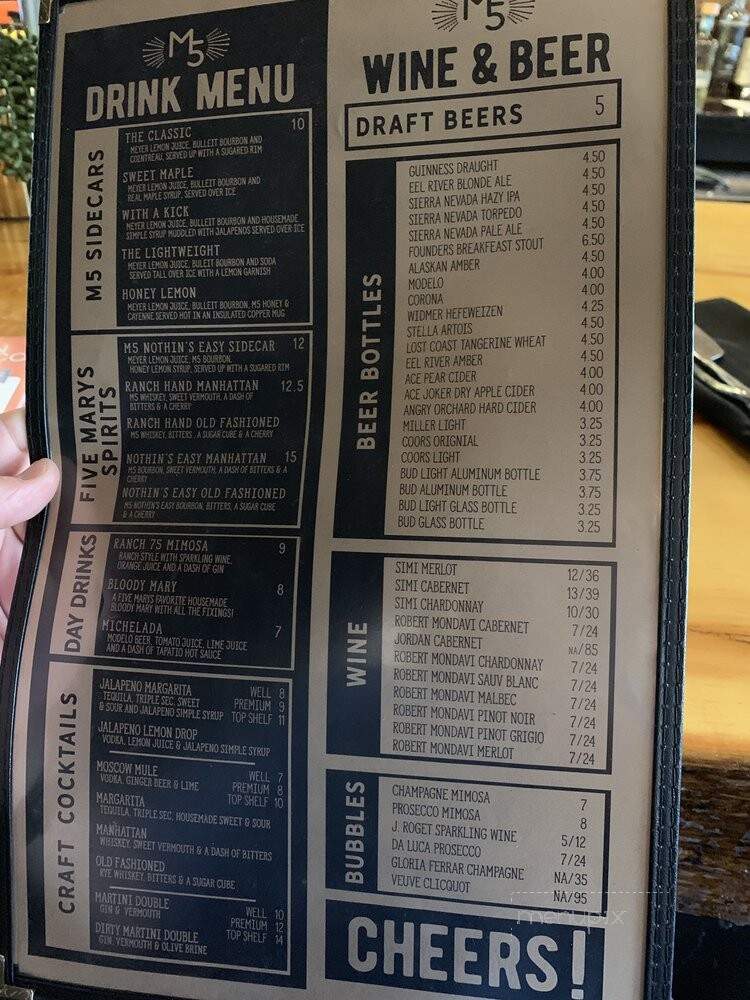 M5
DRINK MENU
M5 SIDECARS
THE CLASSIC 10
MEYER LEMON JUICE, BULLEIT BOURBON AND
COINTREAU, SERVED UP WITH A SUGARED RIM
SWEET MAPLE
MEYER LEMON JUICE, BULLEIT BOURBON AND
REAL MAPLE SYRUP, SERVED OVER ICE
WITH A KICK
MEYER LEMON JUICE, BULLEIT BOURBON AND HOUSEMADE
SIMPLE SYRUP MUDDLED WITH JALAPENOS SERVED OVER ICE
THE LIGHTWEIGHT
MEYER LEMON JUICE, BULEIT BOURBON AND SODA
SERVED TALL OVER ICE WITH A LEMON GARNISH
HONEY LEMON
MEYER LEMON JUICE, BULLEIT BOURBON, M5 HONEY &
CAYENNE SERVED HOT IN AN INSULATED COPPER MUG
FIVE MARYS
SPIRITS
M5 NOTHIN'S EASY SIDECAR 12
MEYER LEMON JUICE, M5 BOURBON,
HONEY LEMON SYRUP, SERVED UP WITH A SUGARED RIM
RANCH HAND MANHATTAN 12.5
M5 WHISKEY, SWEET VERMOUTH, A DASH OF
BITTERS & A CHERRY
RANCH HAND OLD FASHIONED
M5 WHISKEY, BITTERS , A SUGAR CUBE & A CHERRY
NOTHIN'S EASY MANHATTAN 15
M5 BOURBON, SWEET VERMOUTH, A DASH OF BITTERS & A
CHERRY
NOTHIN'S EASY OLD FASHIONED
M5 NOTHIN'S EASY BOURBON, BITTERS, A SUGAR CUBE
& A CHERRY
DAY DRINKS
RANCH 75 MIMOSA 9
RANCH STYLE WITH SPARKLING WINE,
ORANGE JUICE AND A DASH OF GIN
BLOODY MARY 8
A FIVE MARYS FAVORITE HOUSEMADE
BLOODY MARY WITH ALL THE FIXINGS!
MICHELADA 7
MODELO BEER, TOMATO JUICE, LIME JUICE
AND A DASH OF TAPATIO HOT SAUCE
CRAFT COCKTAILS
JALAPENO MARGARITA WELL 8
TEQUILA, TRIPLE SEC, SWEET PREMIUM 9
& SOUR AND JALAPENO SIMPLE SYRUP TOP SHELF 11
JALAPENO LEMON DROP
VODKA, LEMON JUICE & JALAPENO SIMPLE SYRUP
MOSCOW MULE WELL 7
VODKA, GINGER BEER & LIME PREMIUM 8
MARGARITA TOP SHELF 10
TEQUILA, TRIPLE SEC, HOUSEMADE SWEET & SOUR
MANHATTAN
WHISKEY, SWEET VERMOUTH & A DASH OF BITTERS
OLD FASHIONED
RYE WHISKEY, BITTERS & A SUGAR CUBE
MARTINI DOUBLE WELL 10
GIN & VERMOUTH PREMIUM 12
DIRTY MARTINI DOUBLE TOP SHELF 14
GIN, VERMOUTH & OLIVE BRINE
M5
WINE & BEER
DRAFT BEERS 5
BEER BOTTLES
GUINNESS DRAUGHT 4.50
EEL RIVER BLONDE ALE 4.50
SIERRA NEVADA HAZY IPA 4.50
SIERRA NEVADA TORPEDO 4.50
SIERRA NEVADA PALE ALE 4.50
FOUNDERS BREAKFEAST STOUT 6.50
ALASKAN AMBER 4.50
MODELO 4.00
CORONA 4.00
WIDMER HEFEWEIZEN 4.25
STELLA ARTOIS 4.50
LOST COAST TANGERINE WHEAT 4.50
EEL RIVER AMBER 4.50
ACE PEAR CIDER 4.00
ACE JOKER DRY APPLE CIDER 4.00
ANGRY ORCHARD HARD CIDER 4.00
MILLER LIGHT 3.25
COORS ORIGNIAL 3.25
COORS LIGHT 3.25
BUD LIGHT ALUMINUM BOTTLE 3.75
BUD ALUMINUM BOTTLE 3.75
BUD LIGHT GLASS BOTTLE 3.25
BUD GLASS BOTTLE 3.25
WINE
SIMI MERLOT 12/36
SIMI CABERNET 13/39
SIMI CHARDONNAY 10/30
ROBERT MONDAVI CABERNET 7/24
JORDAN CABERNET NA/85
ROBERT MONDAVI CHARDONNAY 7/24
ROBERT MONDAVI SAUV BLANC 7/24
ROBERT MONDAVI MALBEC 7/24
ROBERT MONDAVI PINOT NOIR 7/24
ROBERT MONDAVI PINOT GRIGIO 7/24
ROBERT MONDAVI MERLOT 7/24
BUBBLES
CHAMPAGNE MIMOSA 7
PROSECCO MIMOSA 8
J. ROGET SPARKLING WINE 5/12
DA LUCA PROSECCO 7/24
GLORIA FERRAR CHAMPAGNE NA/35
VEUVE CLICQUOT NA/95
menupix
CHEERS!